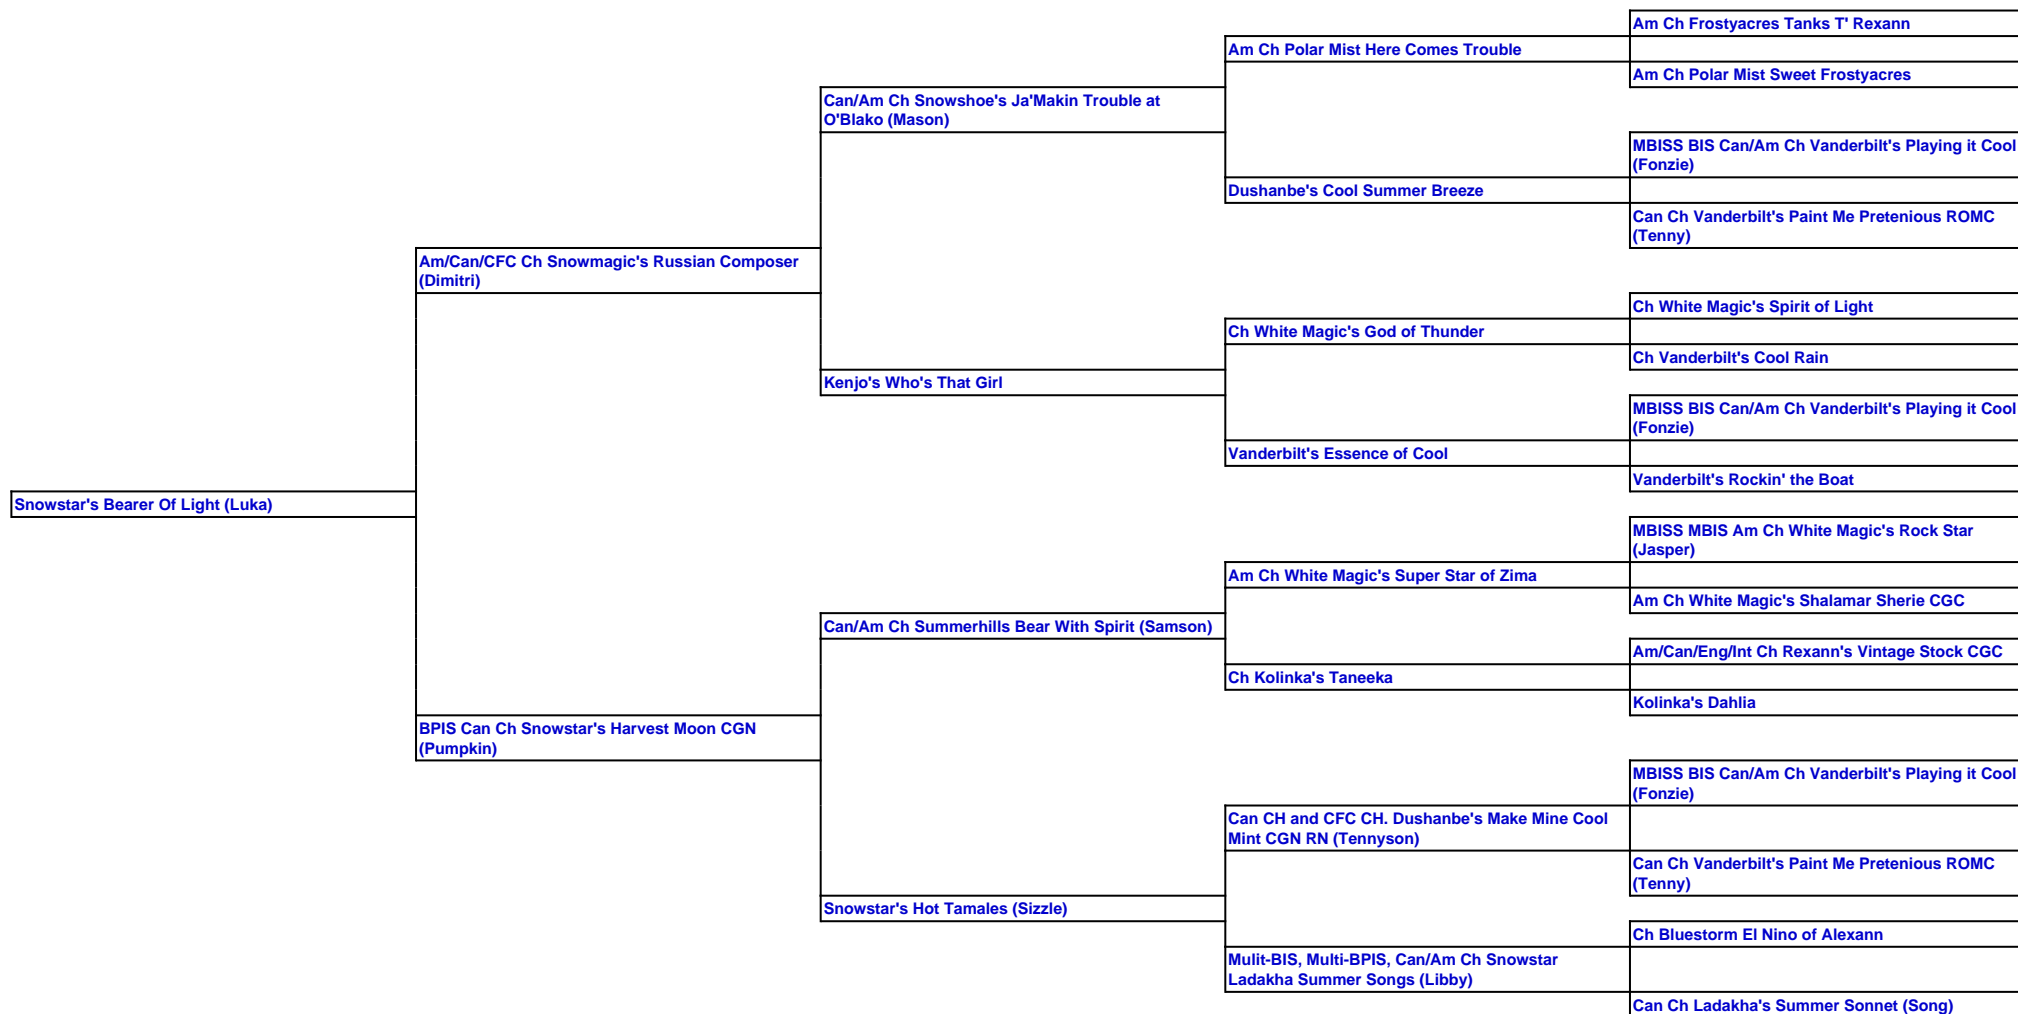 Am Ch Frostyacres Tanks T' Rexann
Am Ch Polar Mist Here Comes Trouble
Am Ch Polar Mist Sweet Frostyacres
Can/Am Ch Snowshoe's Ja'Makin Trouble at
O'Blako (Mason)
MBISS BIS Can/Am Ch Vanderbilt's Playing it Cool
(Fonzie)
Dushanbe's Cool Summer Breeze
Can Ch Vanderbilt's Paint Me Pretenious ROMC
(Tenny)
Am/Can/CFC Ch Snowmagic's Russian Composer
(Dimitri)
Ch White Magic's Spirit of Light
Ch White Magic's God of Thunder
Ch Vanderbilt's Cool Rain
Kenjo's Who's That Girl
MBISS BIS Can/Am Ch Vanderbilt's Playing it Cool
(Fonzie)
Vanderbilt's Essence of Cool
Vanderbilt's Rockin' the Boat
Snowstar's Bearer Of Light (Luka)
MBISS MBIS Am Ch White Magic's Rock Star
(Jasper)
Am Ch White Magic's Super Star of Zima
Am Ch White Magic's Shalamar Sherie CGC
Can/Am Ch Summerhills Bear With Spirit (Samson)
Am/Can/Eng/Int Ch Rexann's Vintage Stock CGC
Ch Kolinka's Taneeka
Kolinka's Dahlia
BPIS Can Ch Snowstar's Harvest Moon CGN
(Pumpkin)
MBISS BIS Can/Am Ch Vanderbilt's Playing it Cool
(Fonzie)
Can CH and CFC CH. Dushanbe's Make Mine Cool
Mint CGN RN (Tennyson)
Can Ch Vanderbilt's Paint Me Pretenious ROMC
(Tenny)
Snowstar's Hot Tamales (Sizzle)
Ch Bluestorm El Nino of Alexann
Mulit-BIS, Multi-BPIS, Can/Am Ch Snowstar
Ladakha Summer Songs (Libby)
Can Ch Ladakha's Summer Sonnet (Song)